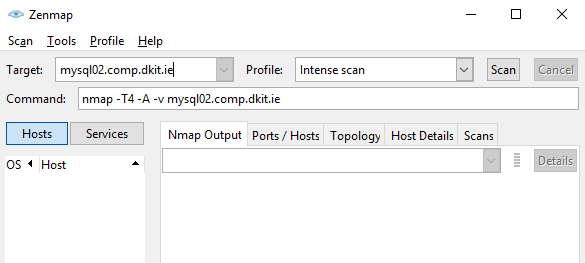 Zenmap
Scan Tools Profile Help
Target: mysql02.comp.dkit.ie Profile: Intense scan Scan Cancel
Command: nmap -T4 -A -v mysql02.comp.dkit.ie
Hosts Services Nmap Output Ports / Hosts Topology Host Details Scans
OS Host Details